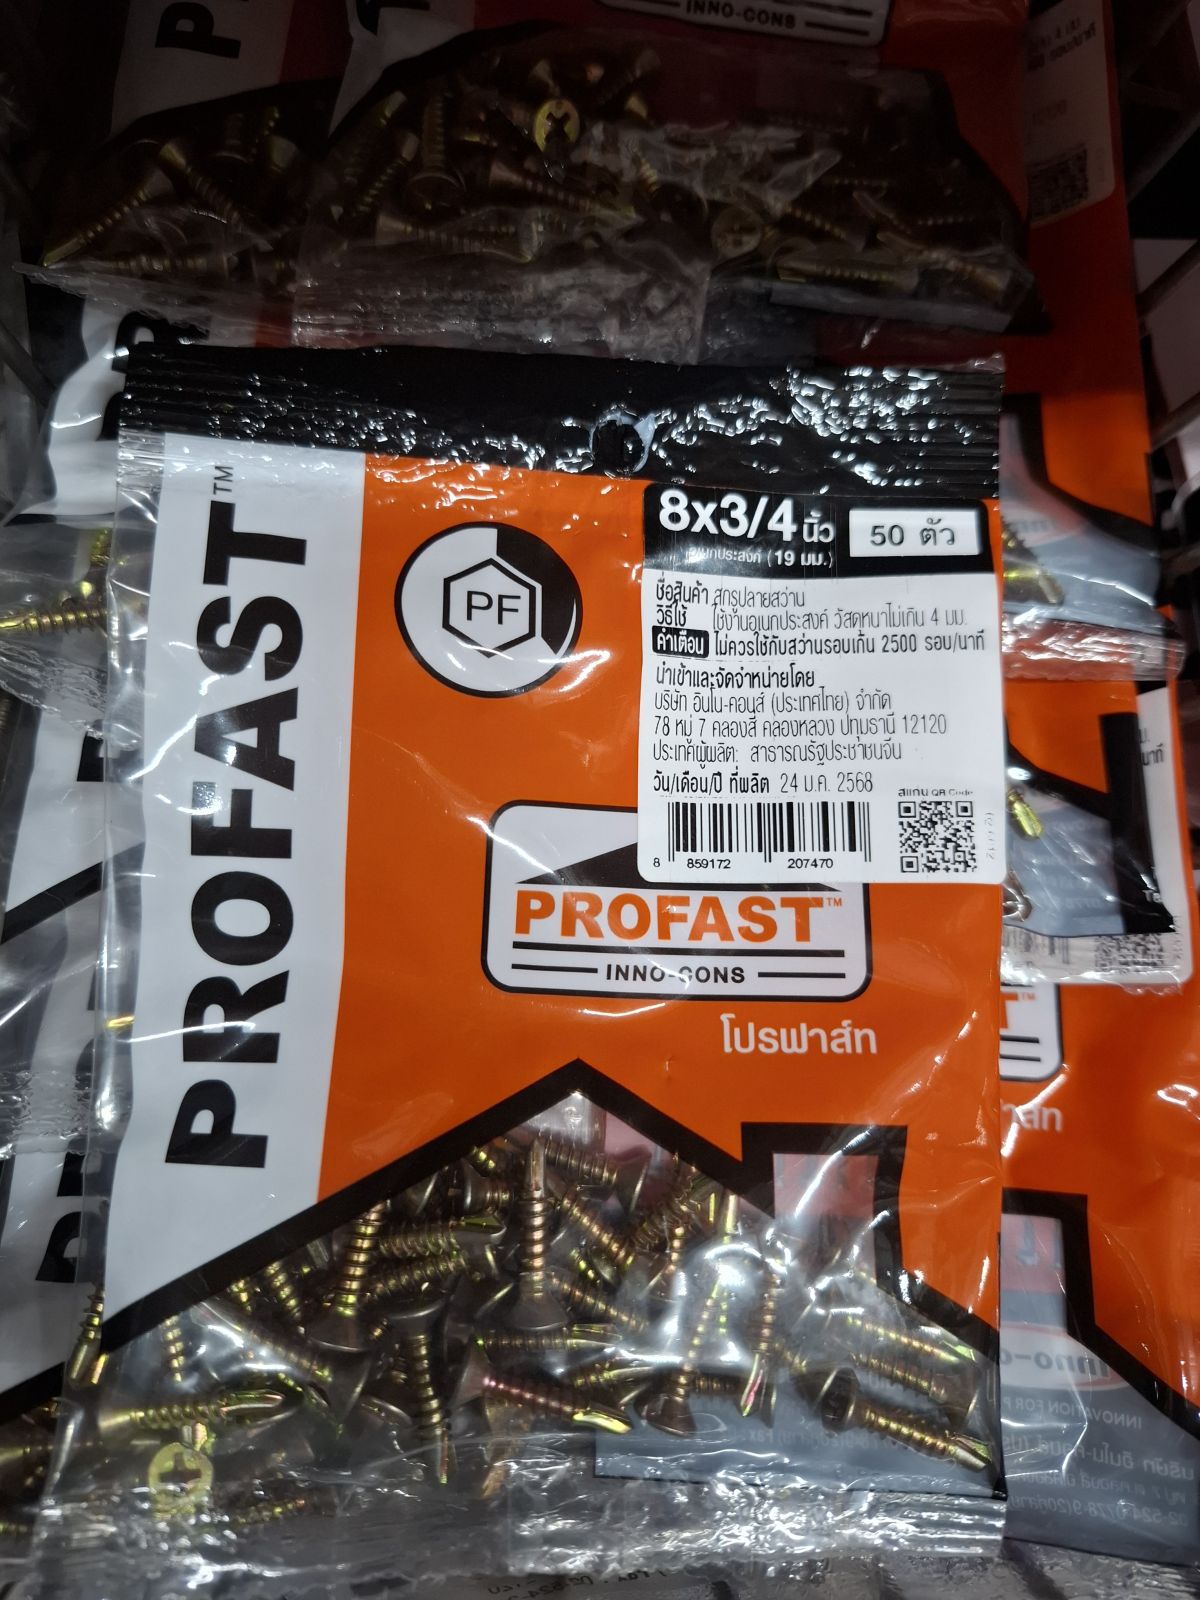 INNO-CONS
PROFAST™
PF
8x3/4 นิ้ว
50 ตัว
(19 มม.)
ชื่อสินค้า สกรูปลายสว่าน
วิธีใช้ ใช้งานอเนกประสงค์ วัสดุหนาไม่เกิน 4 มม.
คำเตือน ไม่ควรใช้กับสว่านรอบเกิน 2500 รอบ/นาที
นำเข้าและจัดจำหน่ายโดย
บริษัท อินโน-คอนส์ (ประเทศไทย) จำกัด
78 หมู่ 7 คลองสี่ คลองหลวง ปทุมธานี 12120
ประเทศผู้ผลิต: สาธารณรัฐประชาชนจีน
วัน/เดือน/ปี ที่ผลิต 24 ม.ค. 2568
สแกน QR Code
8 859172 207470
PROFAST™
INNO-CONS
โปรฟาส์ท